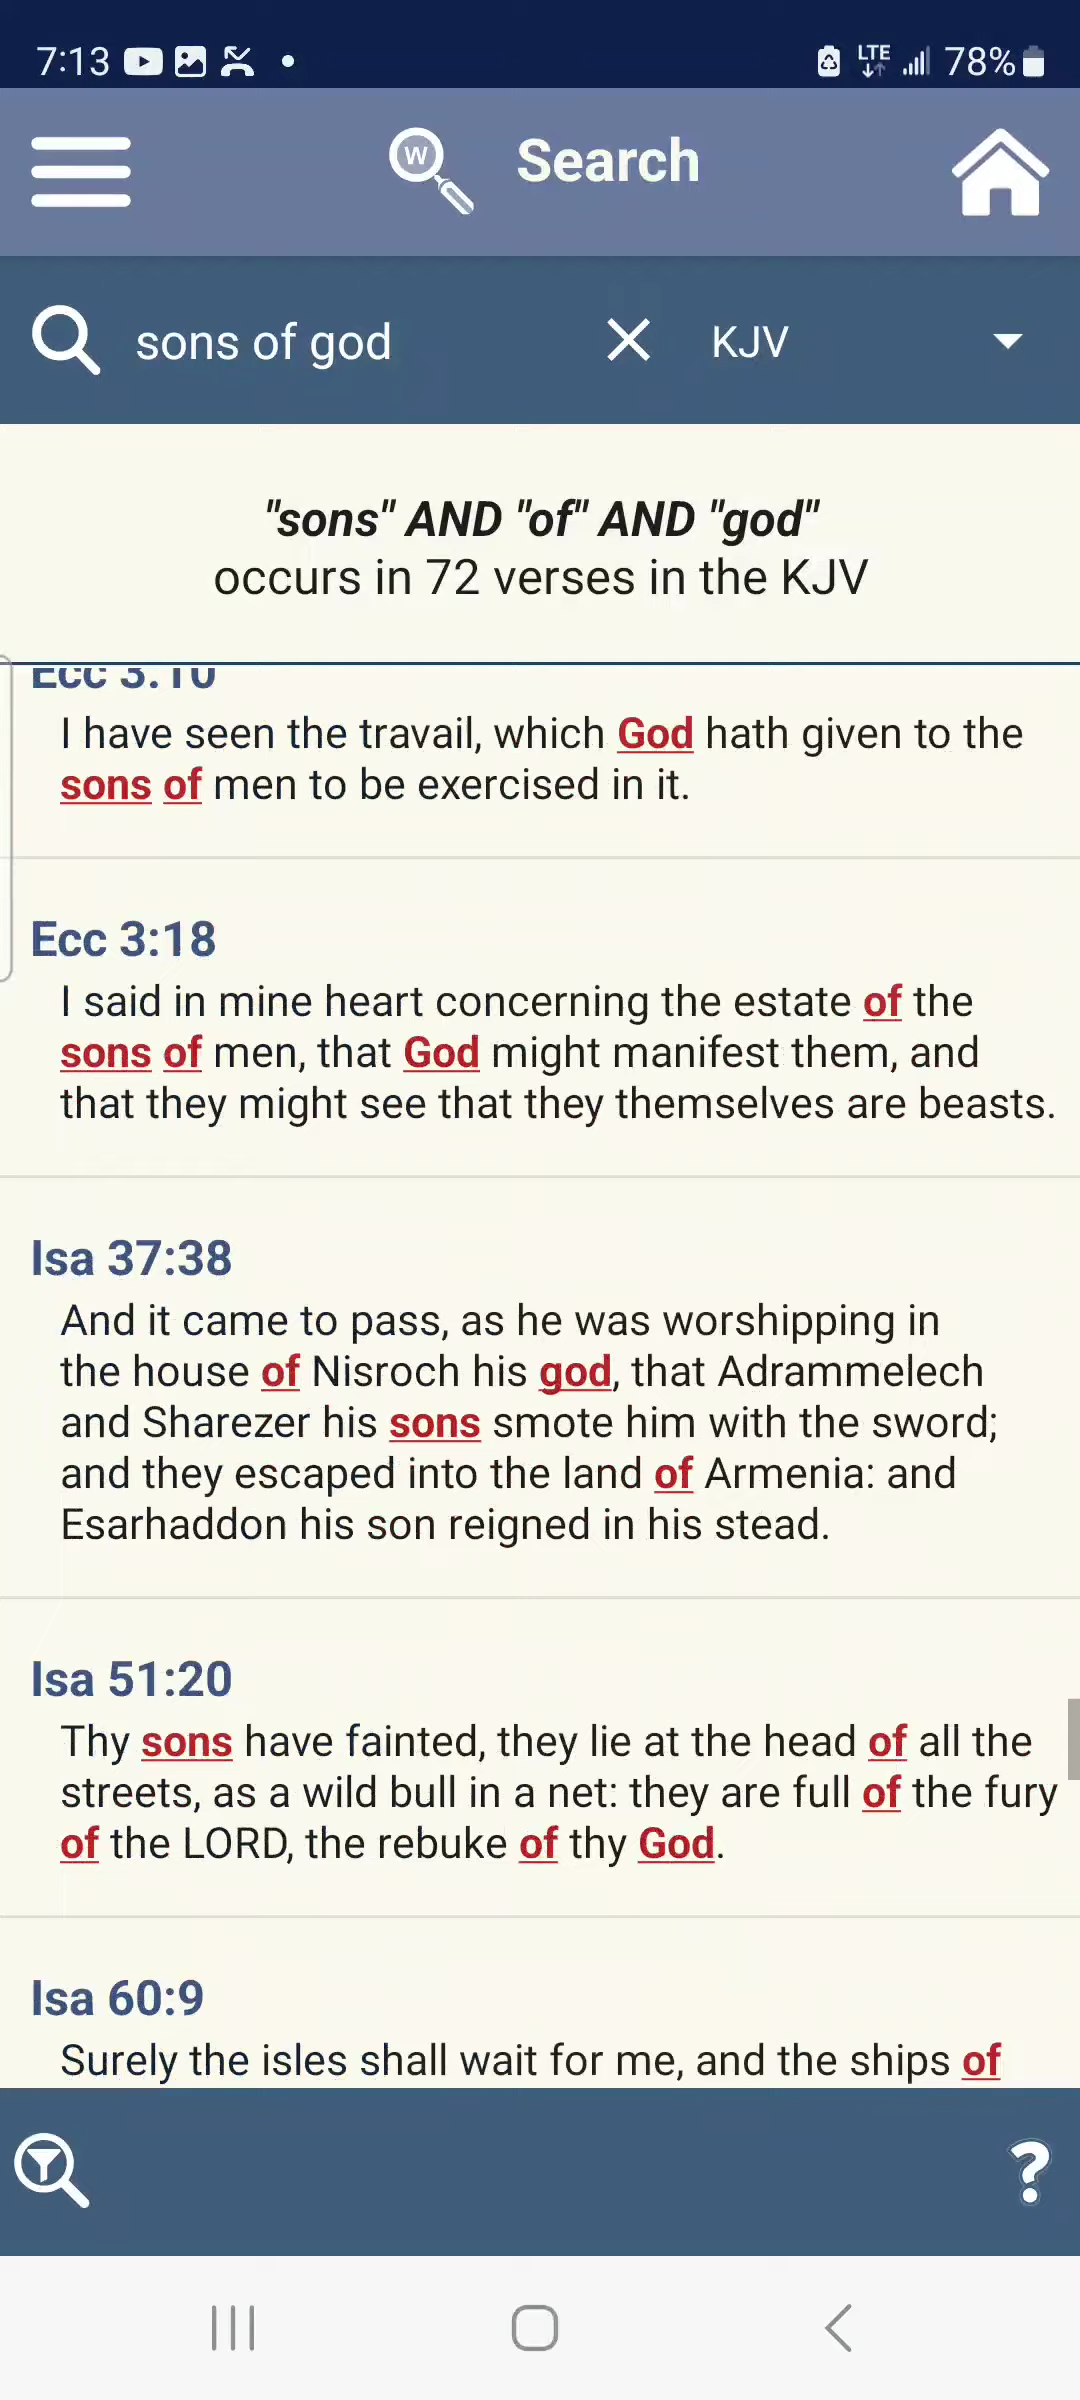 7:13
LTE 78%
W Search
sons of god KJV
"sons" AND "of" AND "god"
occurs in 72 verses in the KJV
Ecc 3:10
I have seen the travail, which God hath given to the
sons of men to be exercised in it.
Ecc 3:18
I said in mine heart concerning the estate of the
sons of men, that God might manifest them, and
that they might see that they themselves are beasts.
Isa 37:38
And it came to pass, as he was worshipping in
the house of Nisroch his god, that Adrammelech
and Sharezer his sons smote him with the sword;
and they escaped into the land of Armenia: and
Esarhaddon his son reigned in his stead.
Isa 51:20
Thy sons have fainted, they lie at the head of all the
streets, as a wild bull in a net: they are full of the fury
of the LORD, the rebuke of thy God.
Isa 60:9
Surely the isles shall wait for me, and the ships of
?